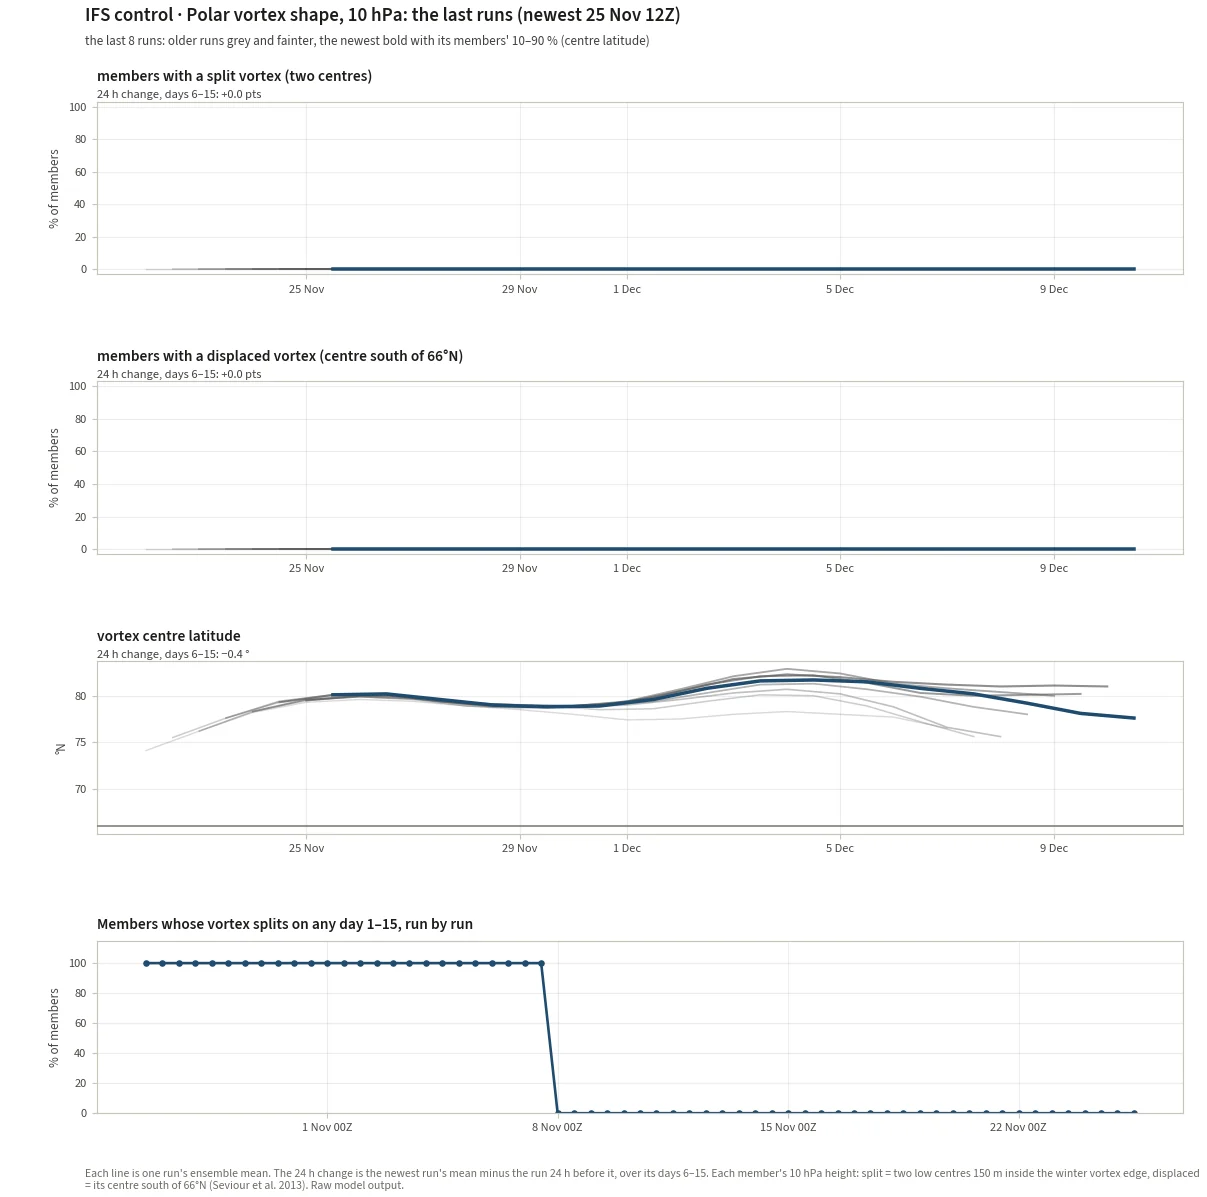 IFS control · Polar vortex shape, 10 hPa: the last runs (newest 25 Nov 12Z)
the last 8 runs: older runs grey and fainter, the newest bold with its members' 10–90 % (centre latitude)
members with a split vortex (two centres)
24 h change, days 6–15: +0.0 pts
100
80
60
40
20
0
% of members
25 Nov
29 Nov
1 Dec
5 Dec
9 Dec
members with a displaced vortex (centre south of 66°N)
24 h change, days 6–15: +0.0 pts
100
80
60
40
20
0
% of members
25 Nov
29 Nov
1 Dec
5 Dec
9 Dec
vortex centre latitude
24 h change, days 6–15: −0.4 °
80
75
70
°N
25 Nov
29 Nov
1 Dec
5 Dec
9 Dec
Members whose vortex splits on any day 1–15, run by run
100
80
60
40
20
0
% of members
1 Nov 00Z
8 Nov 00Z
15 Nov 00Z
22 Nov 00Z
Each line is one run's ensemble mean. The 24 h change is the newest run's mean minus the run 24 h before it, over its days 6–15. Each member's 10 hPa height: split = two low centres 150 m inside the winter vortex edge, displaced
= its centre south of 66°N (Seviour et al. 2013). Raw model output.